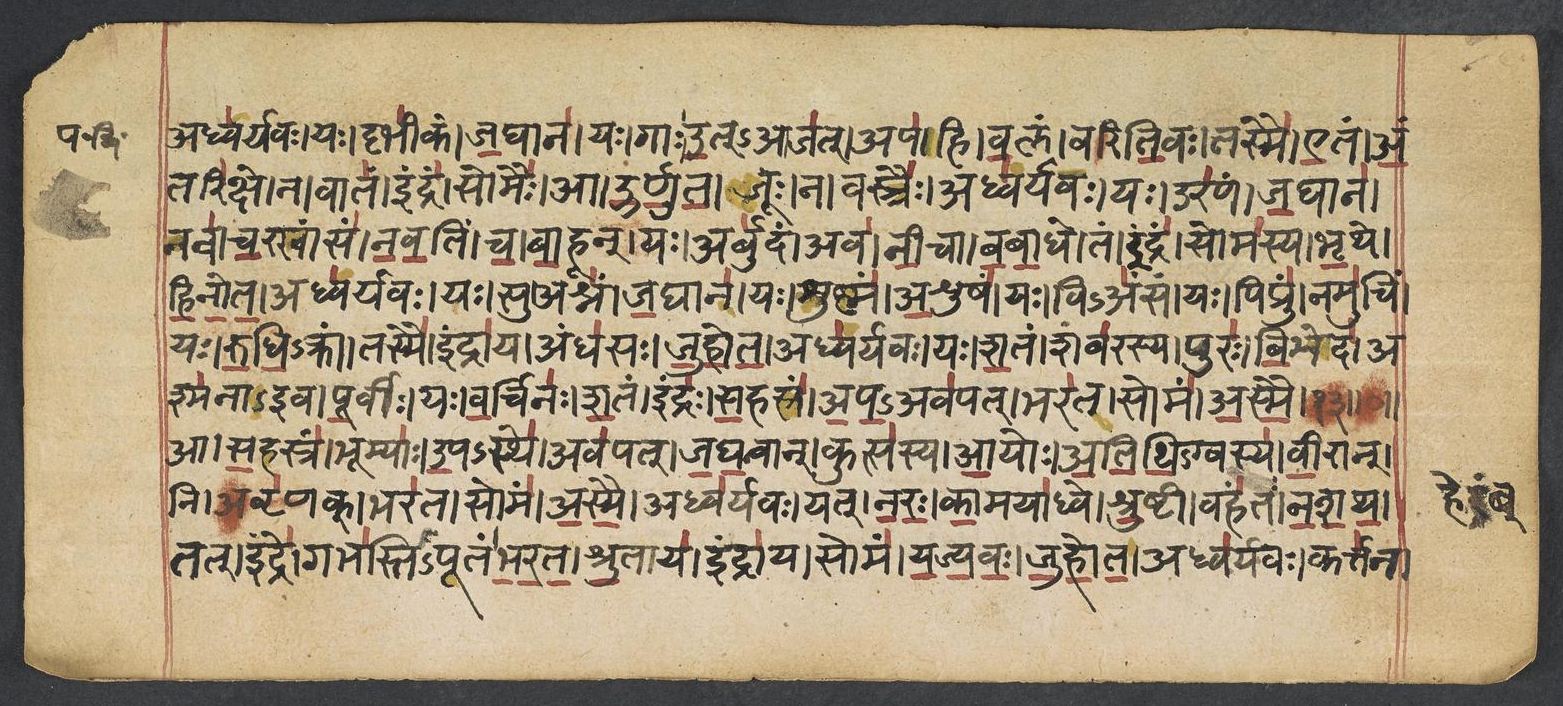 अध्वर्यवः।यः।दृभीकं।जघान।यः।गाः।उत्ऽआजत्।अप।हि।वलं।वरितिवः।तस्मै।एतं।अं
तरिक्षे।न।वातं।इंद्रं।सोमैः।आ।ऊर्णुत।जूः।न।वस्त्रैः।अध्वर्यवः।यः।उरणं।जघान।
नव।चख्वांसं।नवतिं।च।बाहून्।यः।अर्बुदं।अव।नीचा।बबाधे।तं।इंद्रं।सोमस्य।भृथे।
हिनोत।अध्वर्यवः।यः।सु।अश्नं।जघान।यः।शुष्णं।अशुषं।यः।विऽअंसं।यः।पिप्रुं।नमुचिं।
यः।रुधिऽक्रां।तस्मै।इंद्राय।अंधसः।जुहोत।अध्वर्यवः।यः।शतं।शंबरस्य।पुरः।बिभेद।अ
श्मनाऽइव।पूर्वीः।यः।वर्चिनः।शतं।इंद्रः।सहस्रं।अपऽअवपत्।भरत्।सोमं।अस्मै।१३॥
आ।सहस्त्रं।भूम्याः।उपऽस्थे।अवपत्।जघन्वान्।कुत्सस्य।आयोः।अतिथिऽग्वस्य।वीरान्।
नि।अवृणक्।भरत।सोमं।अस्मै।अध्वर्यवः।यत्।नरः।कामयाध्वे।श्रुष्टी।वहंतः।नशथ।
तत्।इंद्रे।गभस्तिऽपूतं।भरत।श्रुताय।इंद्राय।सोमं।यज्यवः।जुहोत।अध्वर्यवः।कर्त्तन।